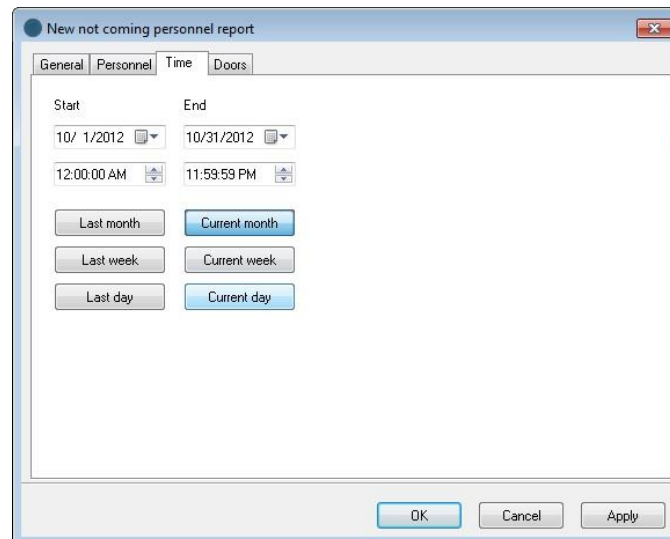 New not coming personnel report
General Personnel Time Doors
Start End
10/ 1/2012 10/31/2012
12:00:00 AM 11:59:59 PM
Last month Current month
Last week Current week
Last day Current day
OK Cancel Apply